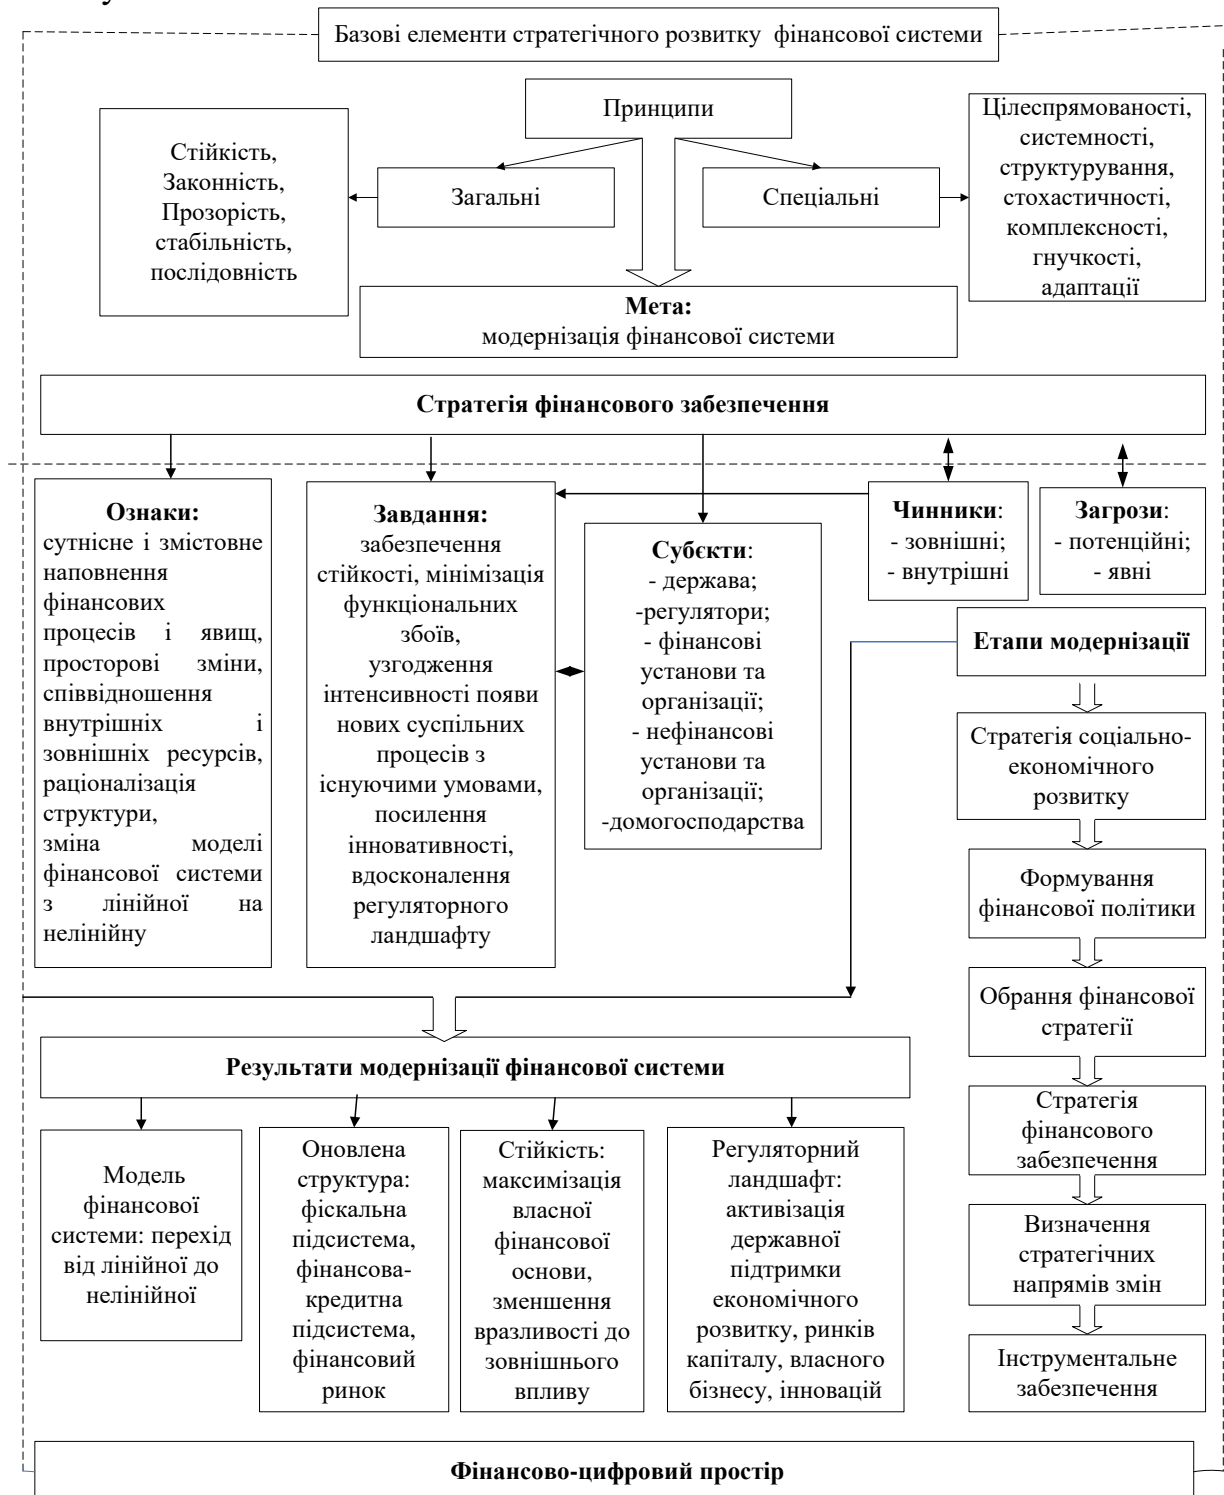 Базові елементи стратегічного розвитку фінансової системи
Принципи
Стійкість,
Законність,
Прозорість,
стабільність,
послідовність
Загальні
Спеціальні
Цілеспрямованості,
системності,
структурування,
стохастичності,
комплексності,
гнучкості,
адаптації
Мета:
модернізація фінансової системи
Стратегія фінансового забезпечення
Ознаки:
сутнісне і змістовне
наповнення
фінансових
процесів і явищ,
просторові зміни,
співвідношення
внутрішніх і
зовнішніх ресурсів,
раціоналізація
структури,
зміна моделі
фінансової системи
з лінійної на
нелінійну
Завдання:
забезпечення
стійкості, мінімізація
функціональних
збоїв,
узгодження
інтенсивності появи
нових суспільних
процесів з
існуючими умовами,
посилення
інновативності,
вдосконалення
регуляторного
ландшафту
Субєкти:
- держава;
-регулятори;
- фінансові
установи та
організації;
- нефінансові
установи та
організації;
-домогосподарства
Чинники:
- зовнішні;
- внутрішні
Загрози:
- потенційні;
- явні
Етапи модернізації
Стратегія соціально-
економічного
розвитку
Формування
фінансової політики
Обрання фінансової
стратегії
Стратегія
фінансового
забезпечення
Визначення
стратегічних
напрямів змін
Інструментальне
забезпечення
Результати модернізації фінансової системи
Модель
фінансової
системи: перехід
від лінійної до
нелінійної
Оновлена
структура:
фіскальна
підсистема,
фінансова-
кредитна
підсистема,
фінансовий
ринок
Стійкість:
максимізація
власної
фінансової
основи,
зменшення
вразливості до
зовнішнього
впливу
Регуляторний
ландшафт:
активізація
державної
підтримки
економічного
розвитку, ринків
капіталу, власного
бізнесу, інновацій
Фінансово-цифровий простір